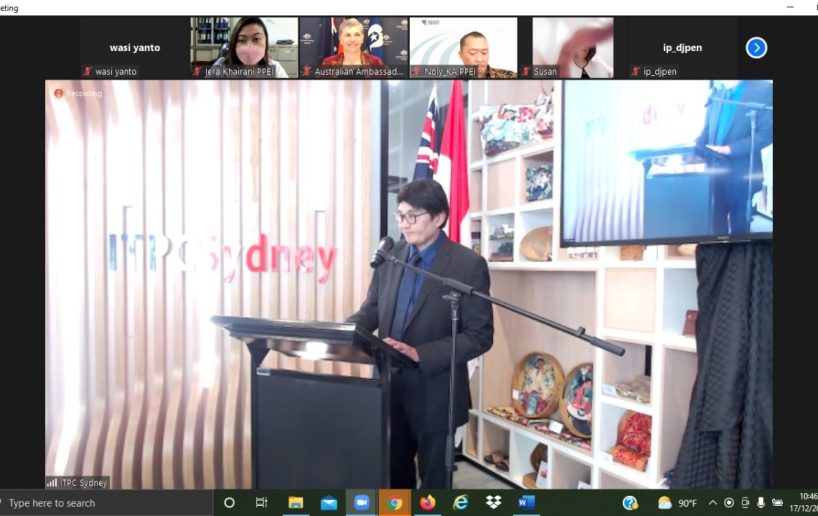 eting
wasi yanto
wasi yanto
Iera Khairani PPEI
Australian Ambassad...
Noly_KA PPEI
Susan
ip_djpen
ip_djpen
Recording
ITPC Sydney
ITPC Sydney
Type here to search
90°F
10:46
17/12/20